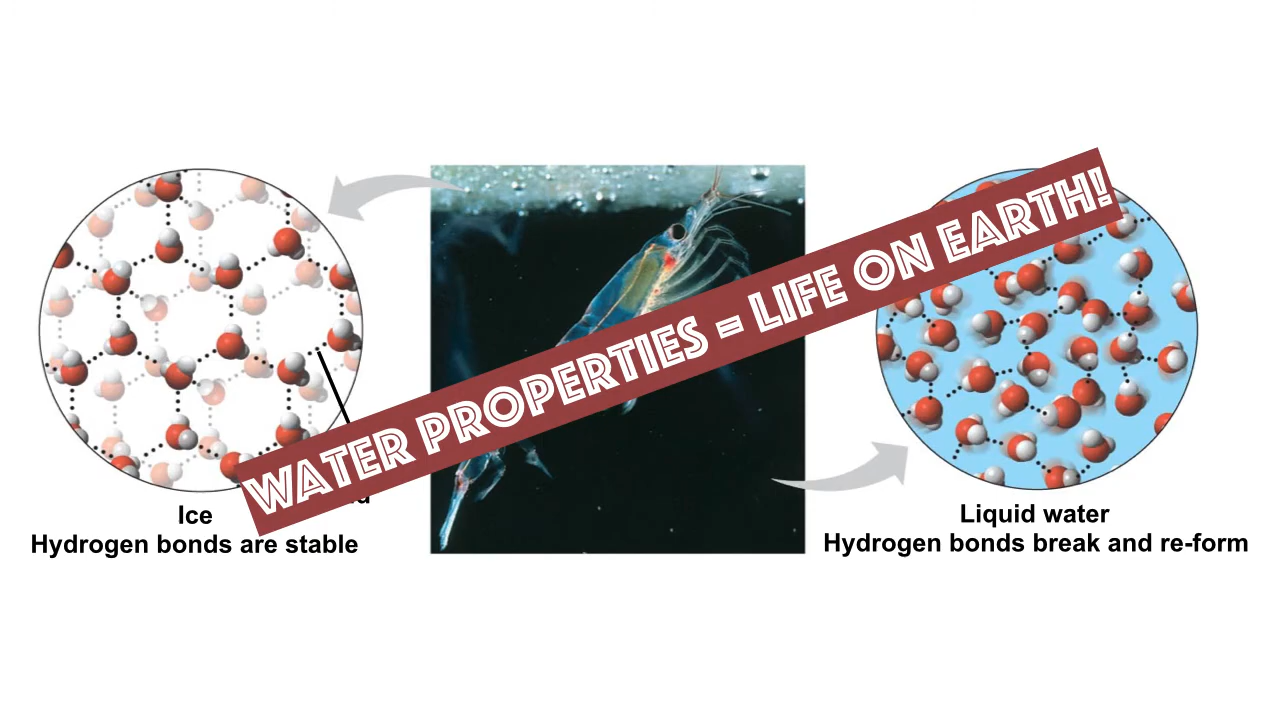 WATER PROPERTIES = LIFE ON EARTH!
Ice
Hydrogen bonds are stable
Liquid water
Hydrogen bonds break and re-form